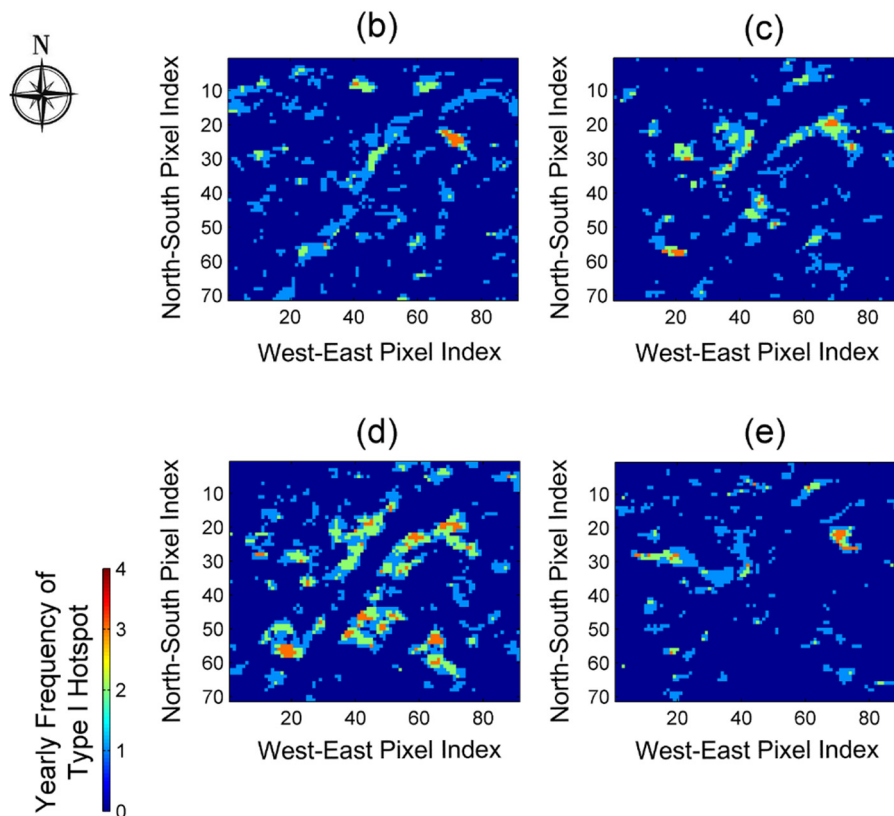 N
(b)
North-South Pixel Index
10
20
30
40
50
60
70
20 40 60 80
West-East Pixel Index
(c)
North-South Pixel Index
10
20
30
40
50
60
70
20 40 60 80
West-East Pixel Index
(d)
North-South Pixel Index
10
20
30
40
50
60
70
20 40 60 80
West-East Pixel Index
(e)
North-South Pixel Index
10
20
30
40
50
60
70
20 40 60 80
West-East Pixel Index
Yearly Frequency of
Type I Hotspot
4
3
2
1
0